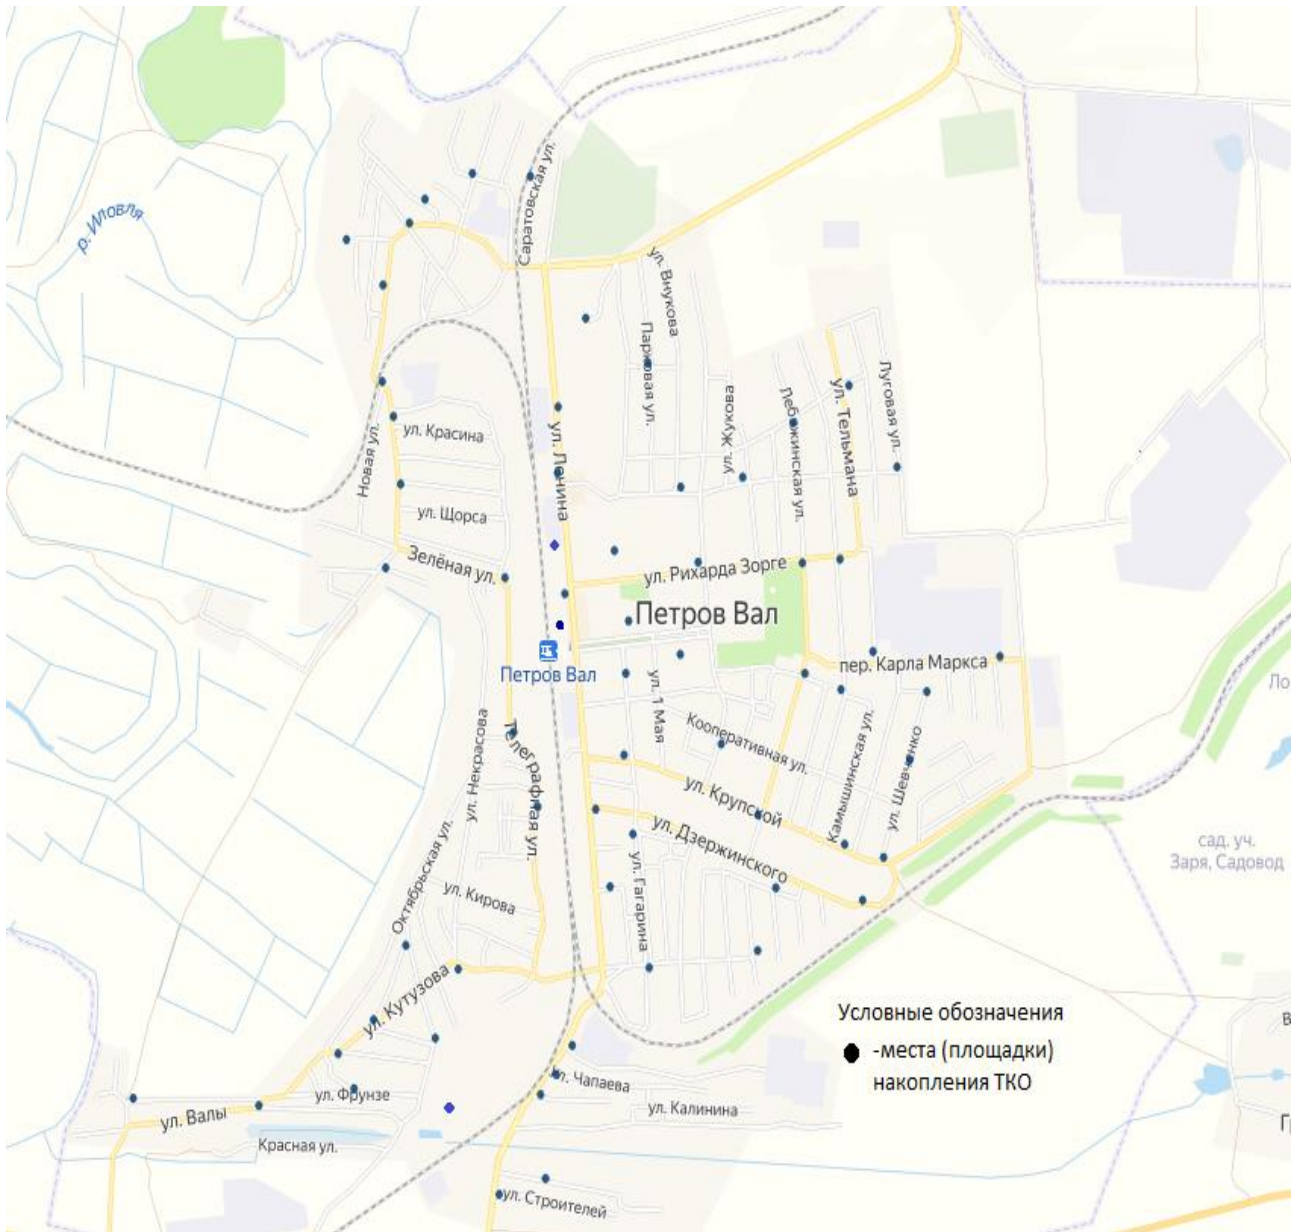 Саратовская ул.
р. Иловля
ул. Внукова
Парковая ул.
Луговая ул.
ул. Тельмана
ул. Жукова
Лебяжинская ул.
ул. Красина
Новая ул.
ул. Ленина
ул. Щорса
Зелёная ул.
ул. Рихарда Зорге
Петров Вал
Петров Вал
пер. Карла Маркса
Ло
ул. 1 Мая
Кооперативная ул.
ул. Некрасова
Телеграфная ул.
Камышинская ул.
ул. Шевченко
ул. Крупской
ул. Дзержинского
Октябрьская ул.
ул. Гагарина
сад. уч.
Заря, Садовод
ул. Кирова
ул. Кутузова
Условные обозначения
-места (площадки)
накопления ТКО
В
ул. Чапаева
ул. Фрунзе
ул. Калинина
ул. Валы
Красная ул.
ул. Строителей